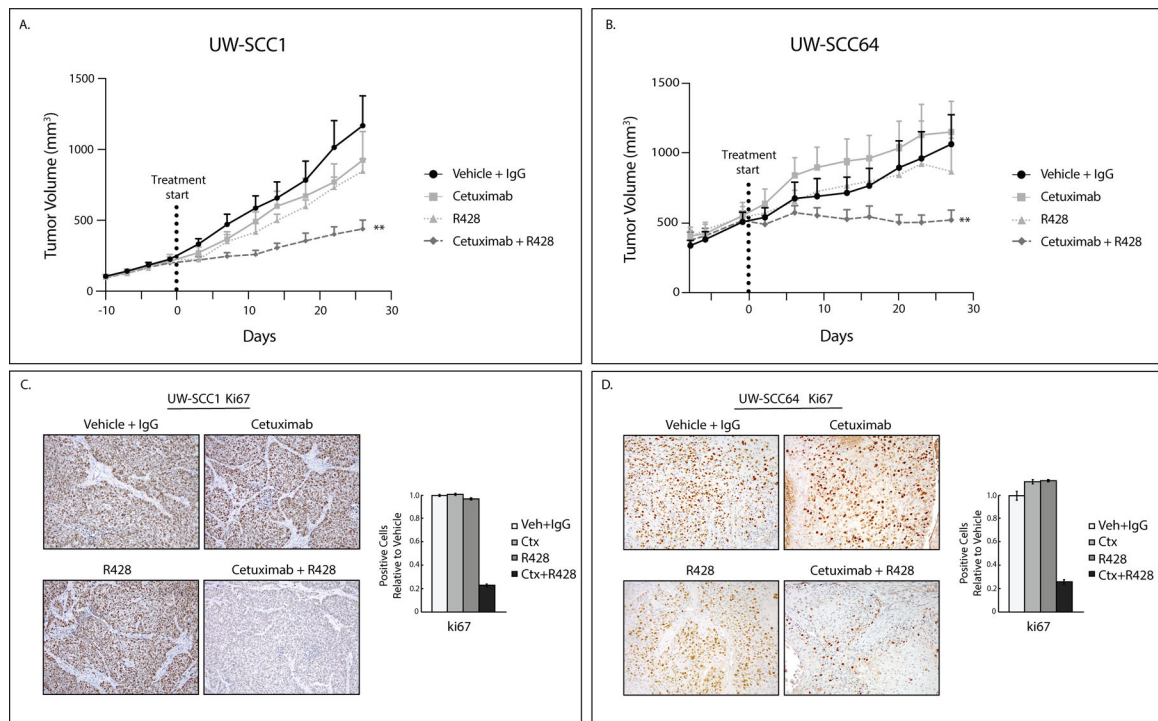 A.
UW-SCC1
Tumor Volume (mm³)
1500
1000
500
0
Treatment
start
**
-10
0
10
20
30
Days
Vehicle + IgG
Cetuximab
R428
Cetuximab + R428
B.
UW-SCC64
Tumor Volume (mm³)
1500
1000
500
0
Treatment
start
**
0
10
20
30
Days
Vehicle + IgG
Cetuximab
R428
Cetuximab + R428
C.
UW-SCC1 Ki67
Vehicle + IgG
Cetuximab
R428
Cetuximab + R428
Positive Cells
Relative to Vehicle
1.0
0.8
0.6
0.4
0.2
0
ki67
Veh+IgG
Ctx
R428
Ctx+R428
D.
UW-SCC64 Ki67
Vehicle + IgG
Cetuximab
R428
Cetuximab + R428
Positive Cells
Relative to Vehicle
1.0
0.8
0.6
0.4
0.2
0
ki67
Veh+IgG
Ctx
R428
Ctx+R428